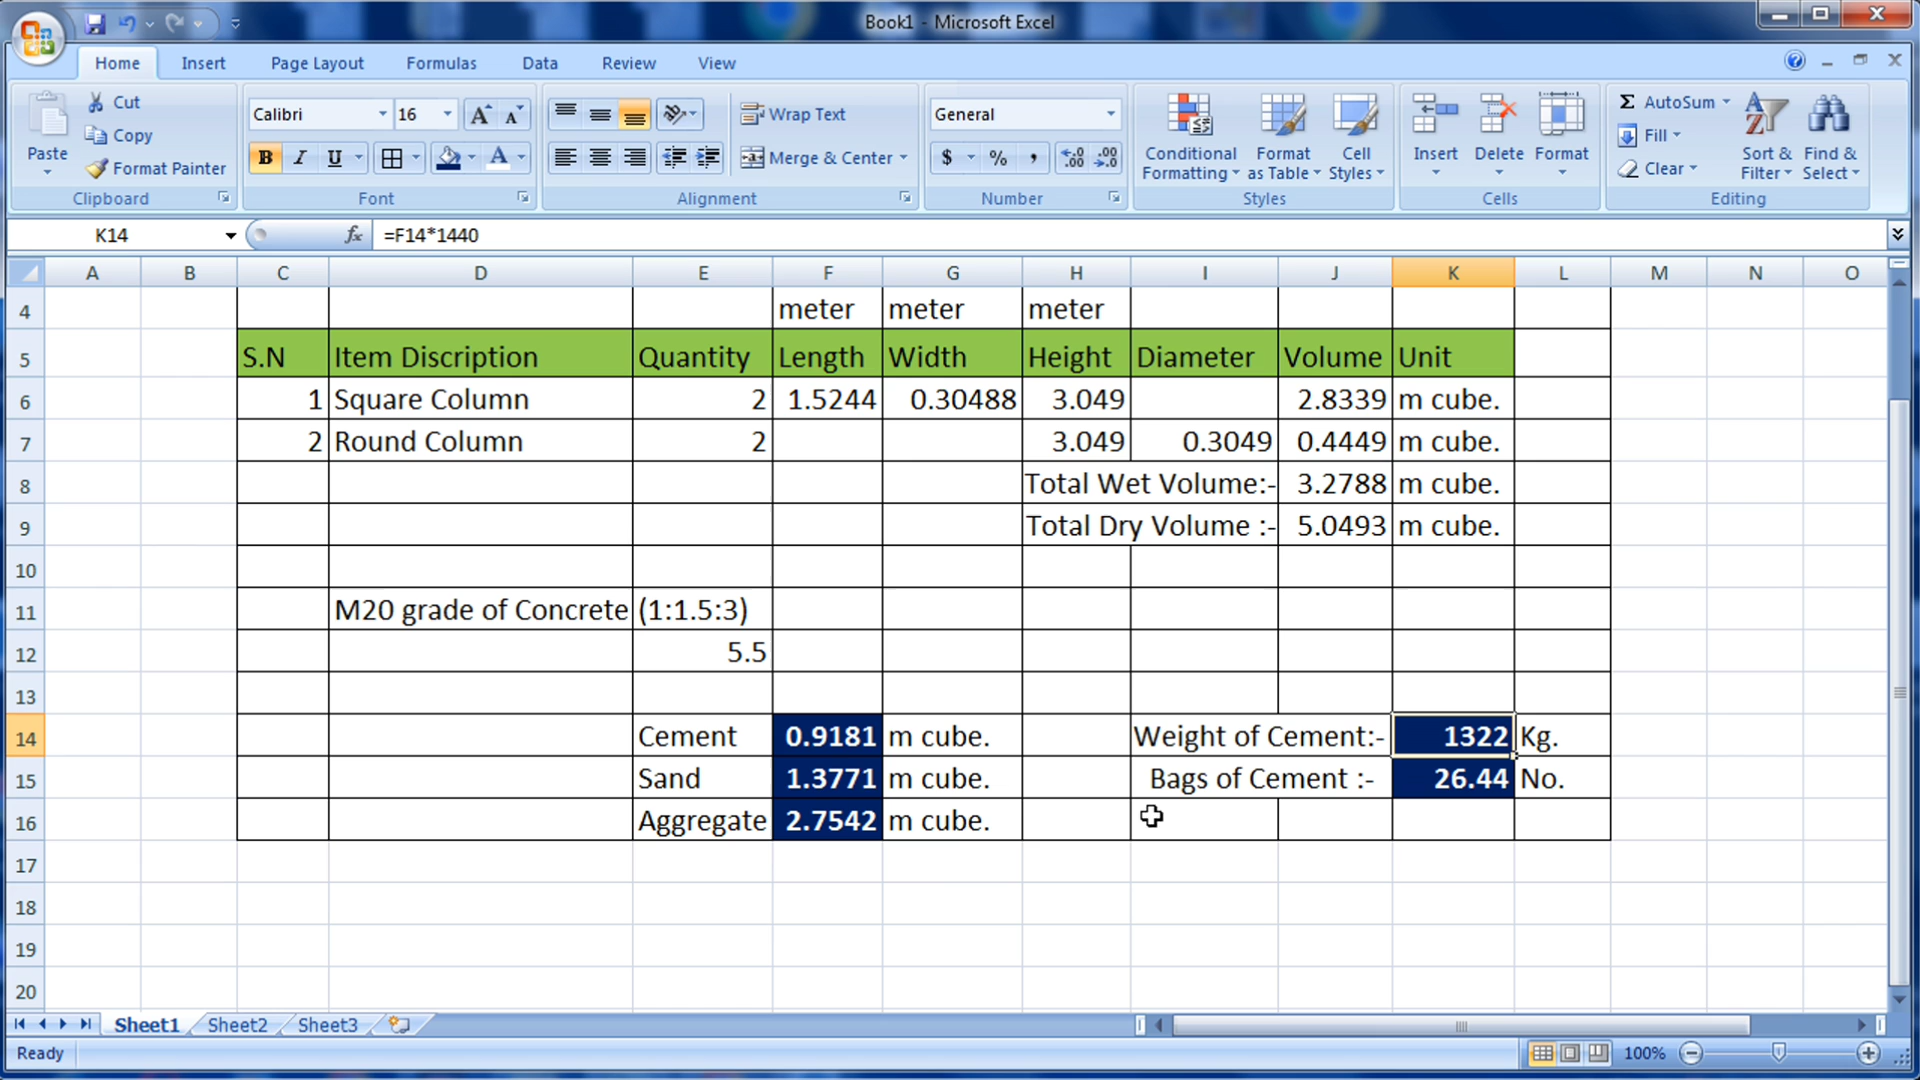 Book1 - Microsoft Excel
Home Insert Page Layout Formulas Data Review View
Paste
Cut
Copy
Format Painter
Clipboard
Calibri 16
B I U A
Font
Wrap Text
Merge & Center
Alignment
General
$ % ,
Number
Conditional Formatting
Format as Table
Cell Styles
Styles
Insert Delete Format
Cells
Σ AutoSum
Fill
Clear
Sort & Filter
Find & Select
Editing
K14 fx =F14*1440
A B C D E F G H I J K L M N O
4 meter meter meter
5 S.N Item Discription Quantity Length Width Height Diameter Volume Unit
6 1 Square Column 2 1.5244 0.30488 3.049 2.8339 m cube.
7 2 Round Column 2 3.049 0.3049 0.4449 m cube.
8 Total Wet Volume:- 3.2788 m cube.
9 Total Dry Volume :- 5.0493 m cube.
10
11 M20 grade of Concrete (1:1.5:3)
12 5.5
13
14 Cement 0.9181 m cube. Weight of Cement:- 1322 Kg.
15 Sand 1.3771 m cube. Bags of Cement :- 26.44 No.
16 Aggregate 2.7542 m cube.
17
18
19
20
Sheet1 Sheet2 Sheet3
Ready 100%